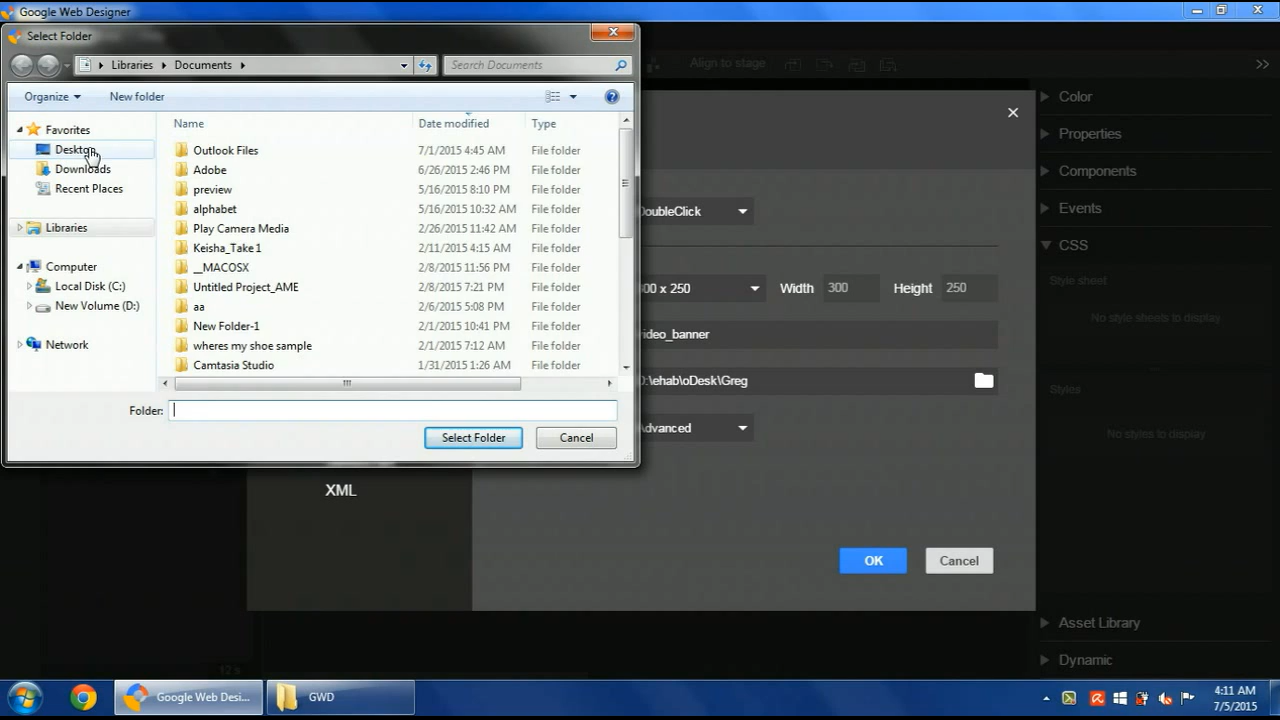 Google Web Designer
Select Folder
Libraries
Documents
Search Documents
Align to stage
Organize
New folder
Name
Date modified
Type
Favorites
Desktop
Downloads
Recent Places
Libraries
Computer
Local Disk (C:)
New Volume (D:)
Network
Outlook Files 7/1/2015 4:45 AM File folder
Adobe 6/26/2015 2:46 PM File folder
preview 5/16/2015 8:10 PM File folder
alphabet 5/16/2015 10:32 AM File folder
Play Camera Media 2/26/2015 11:42 AM File folder
Keisha_Take 1 2/11/2015 4:15 AM File folder
__MACOSX 2/8/2015 11:56 PM File folder
Untitled Project_AME 2/8/2015 7:21 PM File folder
aa 2/6/2015 5:08 PM File folder
New Folder-1 2/1/2015 10:41 PM File folder
wheres my shoe sample 2/1/2015 7:12 AM File folder
Camtasia Studio 1/31/2015 1:26 AM File folder
Folder:
Select Folder
Cancel
DoubleClick
00 x 250 Width 300 Height 250
video_banner
D:\ehab\oDesk\Greg
Advanced
XML
OK
Cancel
Color
Properties
Components
Events
CSS
Style sheet
No style sheets to display
Styles
No styles to display
Asset Library
Dynamic
Google Web Desi...
GWD
4:11 AM
7/5/2015